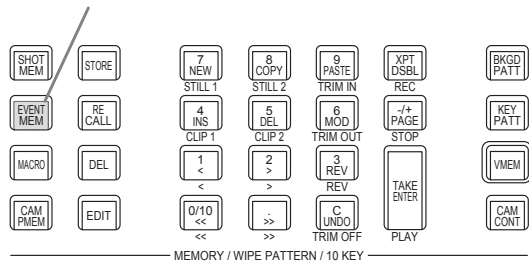 SHOT
MEM
STORE
7
NEW
8
COPY
9
PASTE
XPT
DSBL
BKGD
PATT
STILL 1
STILL 2
TRIM IN
REC
EVENT
MEM
RE
CALL
4
INS
5
DEL
6
MOD
-/+
PAGE
KEY
PATT
CLIP 1
CLIP 2
TRIM OUT
STOP
MACRO
DEL
1
<
2
>
3
REV
TAKE
ENTER
VMEM
<
>
REV
CAM
PMEM
EDIT
0/10
<<
.
>>
C
UNDO
CAM
CONT
<<
>>
TRIM OFF
PLAY
MEMORY / WIPE PATTERN / 10 KEY